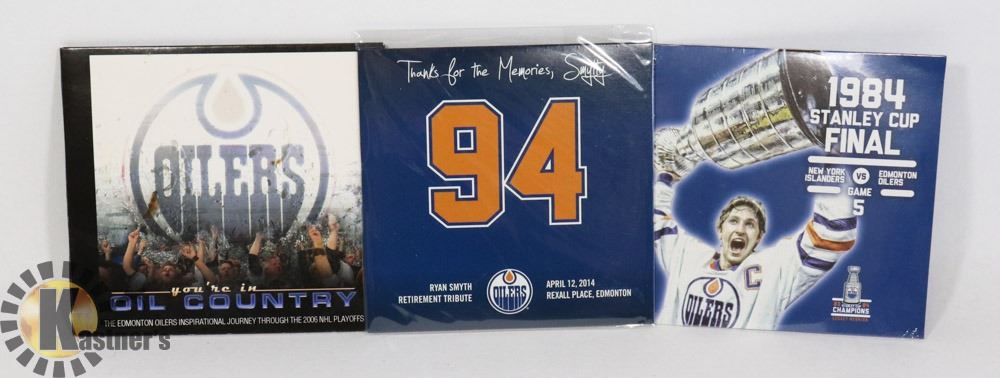 OILERS
you're in
OIL COUNTRY
THE EDMONTON OILERS INSPIRATIONAL JOURNEY THROUGH THE 2006 NHL PLAYOFFS
Kastner's
Thanks for the Memories, Smytty
94
RYAN SMYTH
RETIREMENT TRIBUTE
OILERS
APRIL 12, 2014
REXALL PLACE, EDMONTON
1984
STANLEY CUP
FINAL
NEW YORK
ISLANDERS
VS
EDMONTON
OILERS
GAME
5
C
OILERS
STANLEY CUP
CHAMPIONS